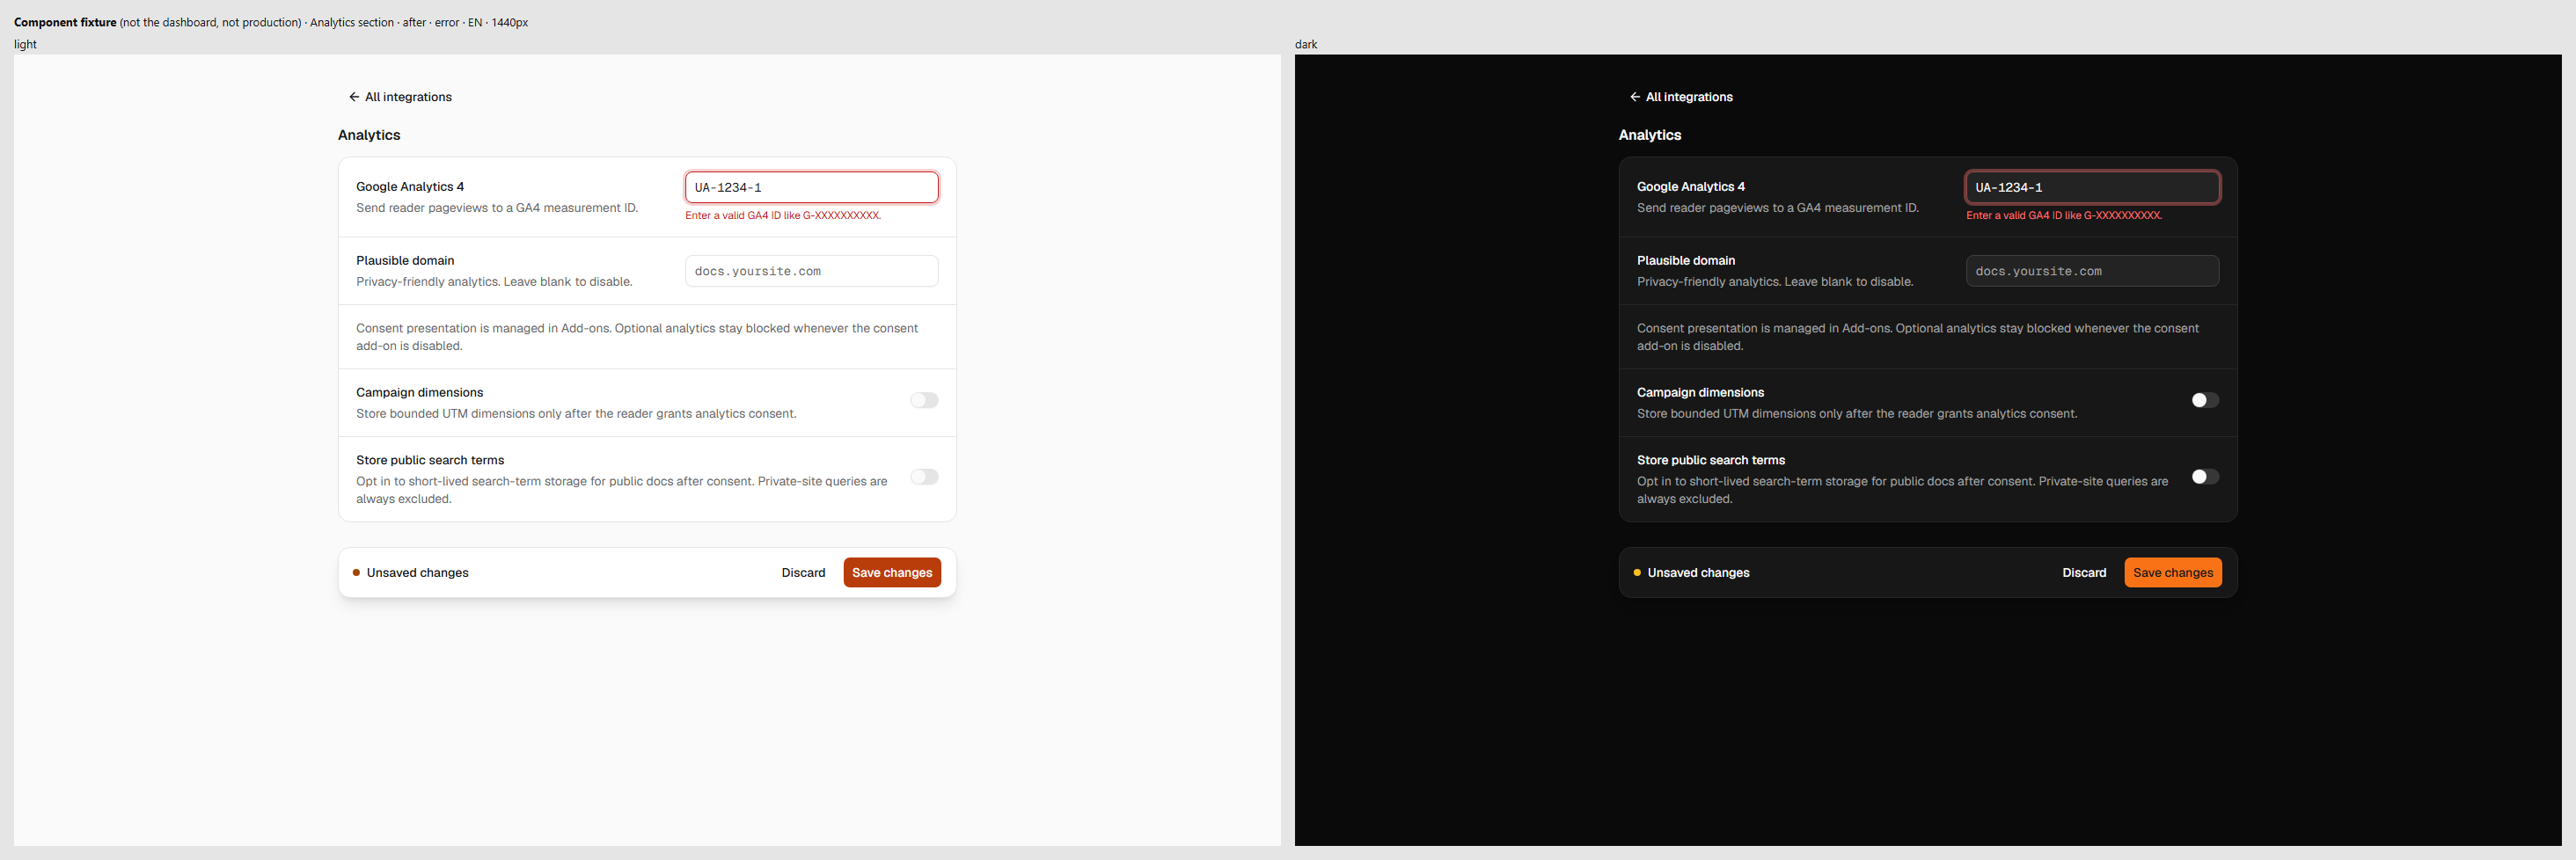 Component fixture (not the dashboard, not production) · Analytics section · after · error · EN · 1440px
light
← All integrations
Analytics
Google Analytics 4
Send reader pageviews to a GA4 measurement ID.
UA-1234-1
Enter a valid GA4 ID like G-XXXXXXXXXX.
Plausible domain
Privacy-friendly analytics. Leave blank to disable.
docs.yoursite.com
Consent presentation is managed in Add-ons. Optional analytics stay blocked whenever the consent
add-on is disabled.
Campaign dimensions
Store bounded UTM dimensions only after the reader grants analytics consent.
Store public search terms
Opt in to short-lived search-term storage for public docs after consent. Private-site queries are
always excluded.
Unsaved changes
Discard
Save changes
dark
← All integrations
Analytics
Google Analytics 4
Send reader pageviews to a GA4 measurement ID.
UA-1234-1
Enter a valid GA4 ID like G-XXXXXXXXXX.
Plausible domain
Privacy-friendly analytics. Leave blank to disable.
docs.yoursite.com
Consent presentation is managed in Add-ons. Optional analytics stay blocked whenever the consent
add-on is disabled.
Campaign dimensions
Store bounded UTM dimensions only after the reader grants analytics consent.
Store public search terms
Opt in to short-lived search-term storage for public docs after consent. Private-site queries are
always excluded.
Unsaved changes
Discard
Save changes